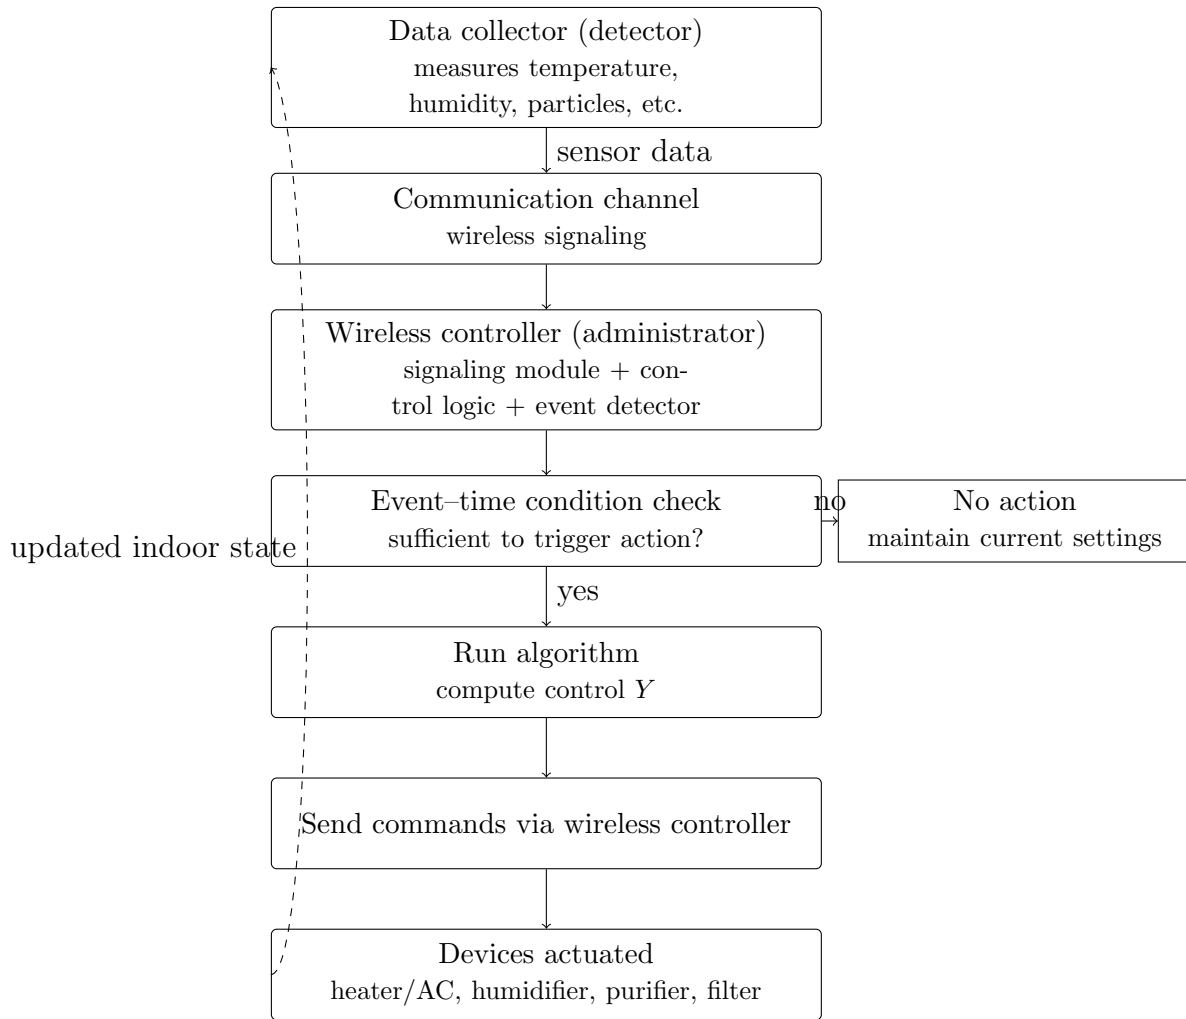 Data collector (detector)
measures temperature,
humidity, particles, etc.
sensor data
Communication channel
wireless signaling
Wireless controller (administrator)
signaling module + con-
trol logic + event detector
Event–time condition check
sufficient to trigger action?
no
No action
maintain current settings
updated indoor state
yes
Run algorithm
compute control Y
Send commands via wireless controller
Devices actuated
heater/AC, humidifier, purifier, filter